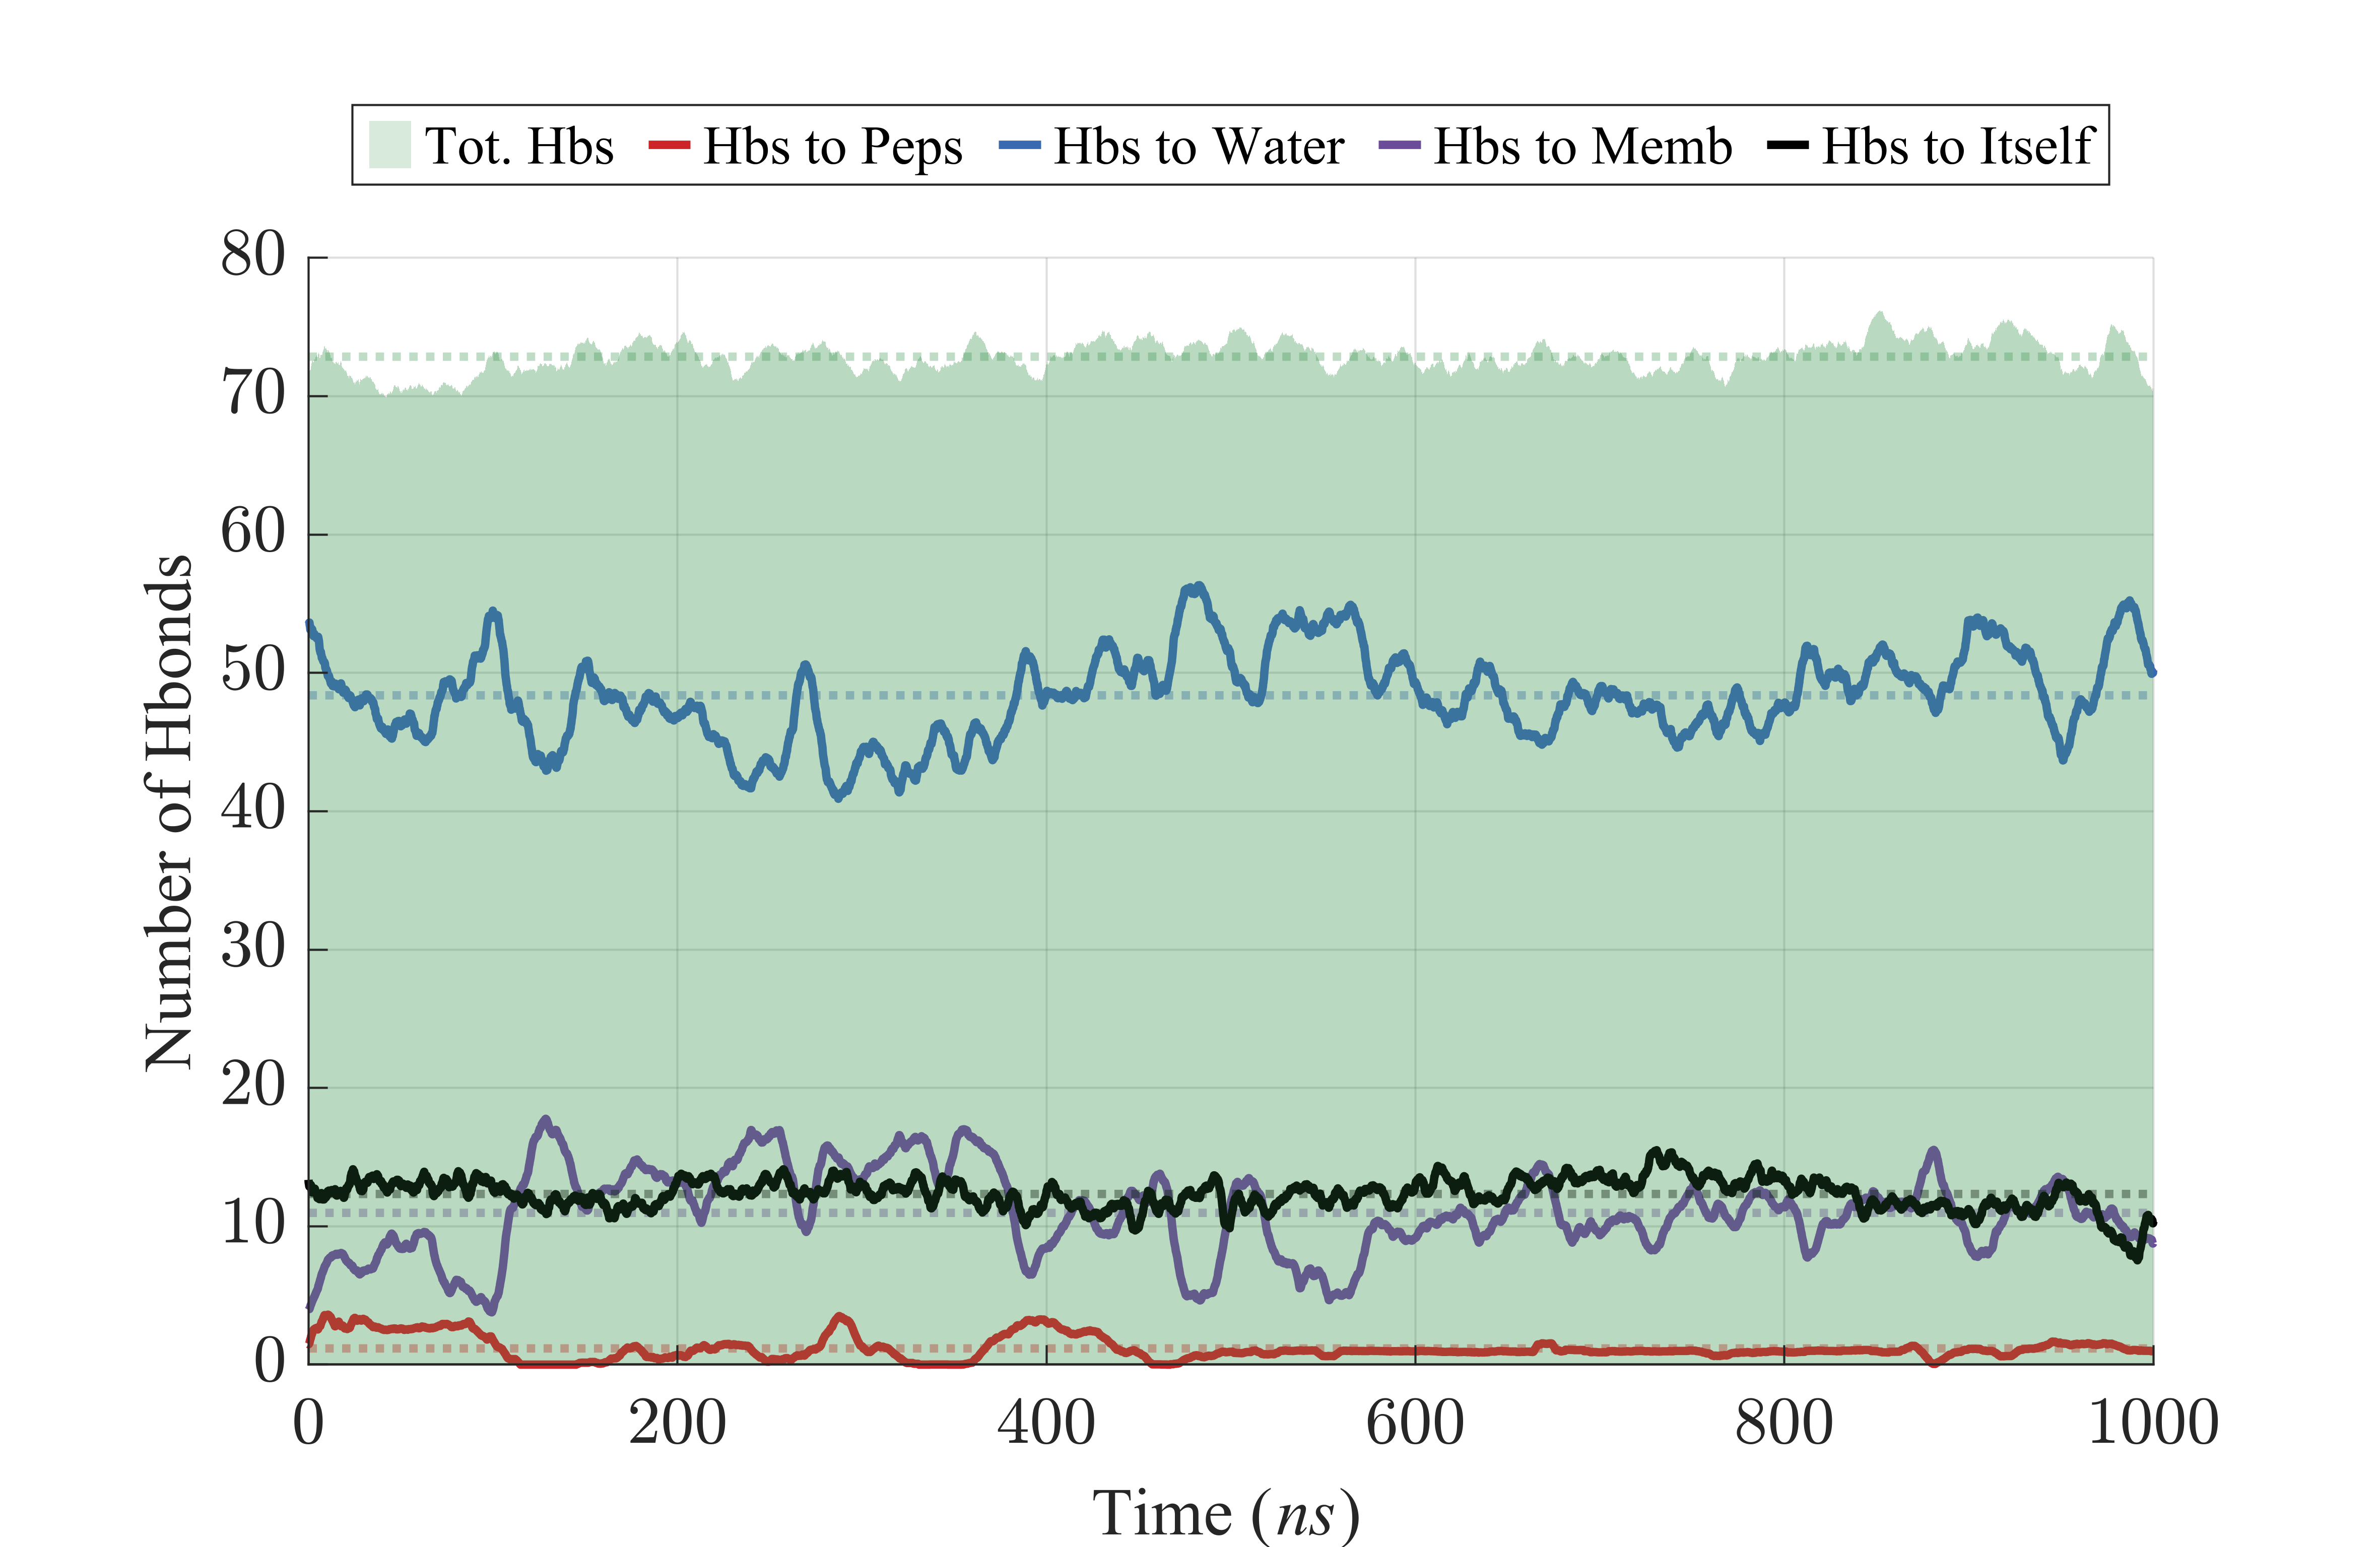 Tot. Hbs Hbs to Peps Hbs to Water Hbs to Memb Hbs to Itself
80
70
60
50
40
30
20
10
0
Number of Hbonds
0 200 400 600 800 1000
Time (ns)